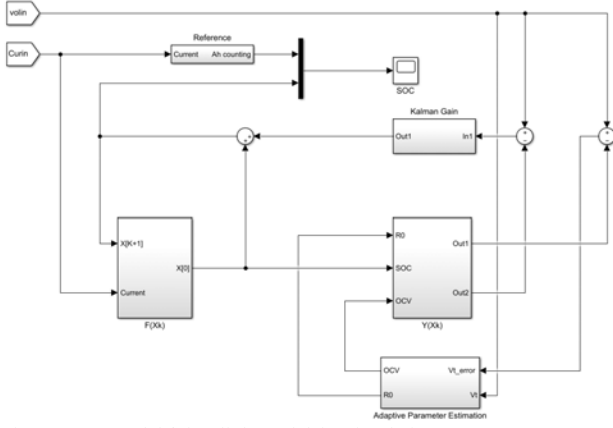 volin
Curin
Reference
Current Ah counting
SOC
Kalman Gain
Out1 In1
X[K+1]
X[0]
Current
F(Xk)
R0
Out1
SOC
OCV
Out2
Y(Xk)
OCV Vt_error
R0 Vt
Adaptive Parameter Estimation